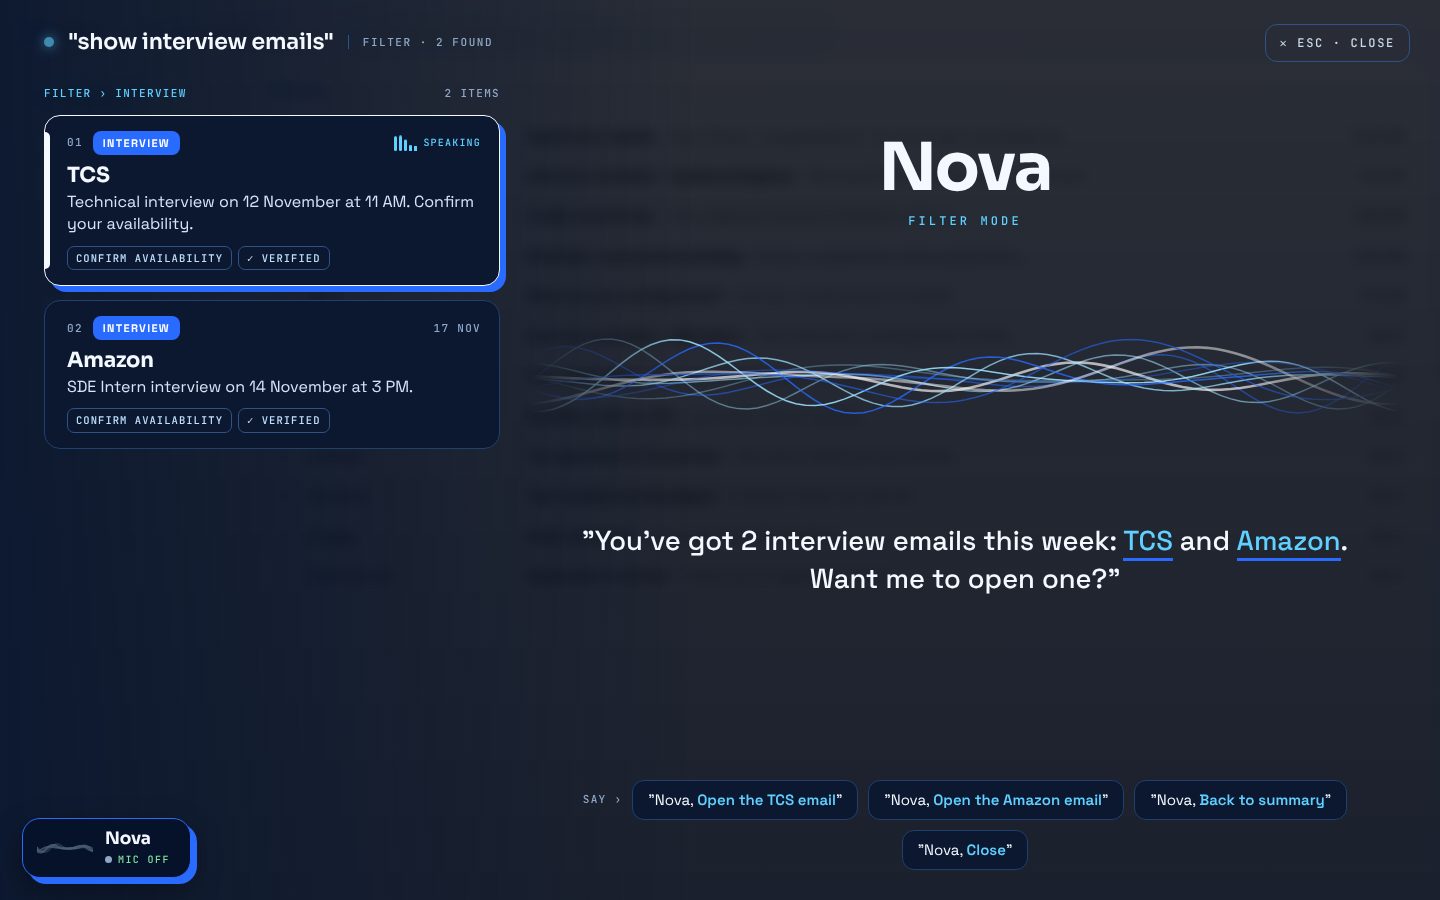 "show interview emails"
FILTER · 2 FOUND
× ESC · CLOSE
FILTER › INTERVIEW
2 ITEMS
01 INTERVIEW
SPEAKING
TCS
Technical interview on 12 November at 11 AM. Confirm
your availability.
CONFIRM AVAILABILITY
✓ VERIFIED
02 INTERVIEW
17 NOV
Amazon
SDE Intern interview on 14 November at 3 PM.
CONFIRM AVAILABILITY
✓ VERIFIED
Nova
FILTER MODE
”You’ve got 2 interview emails this week: TCS and Amazon.
Want me to open one?”
SAY ›
”Nova, Open the TCS email”
”Nova, Open the Amazon email”
”Nova, Back to summary”
”Nova, Close”
Nova
MIC OFF